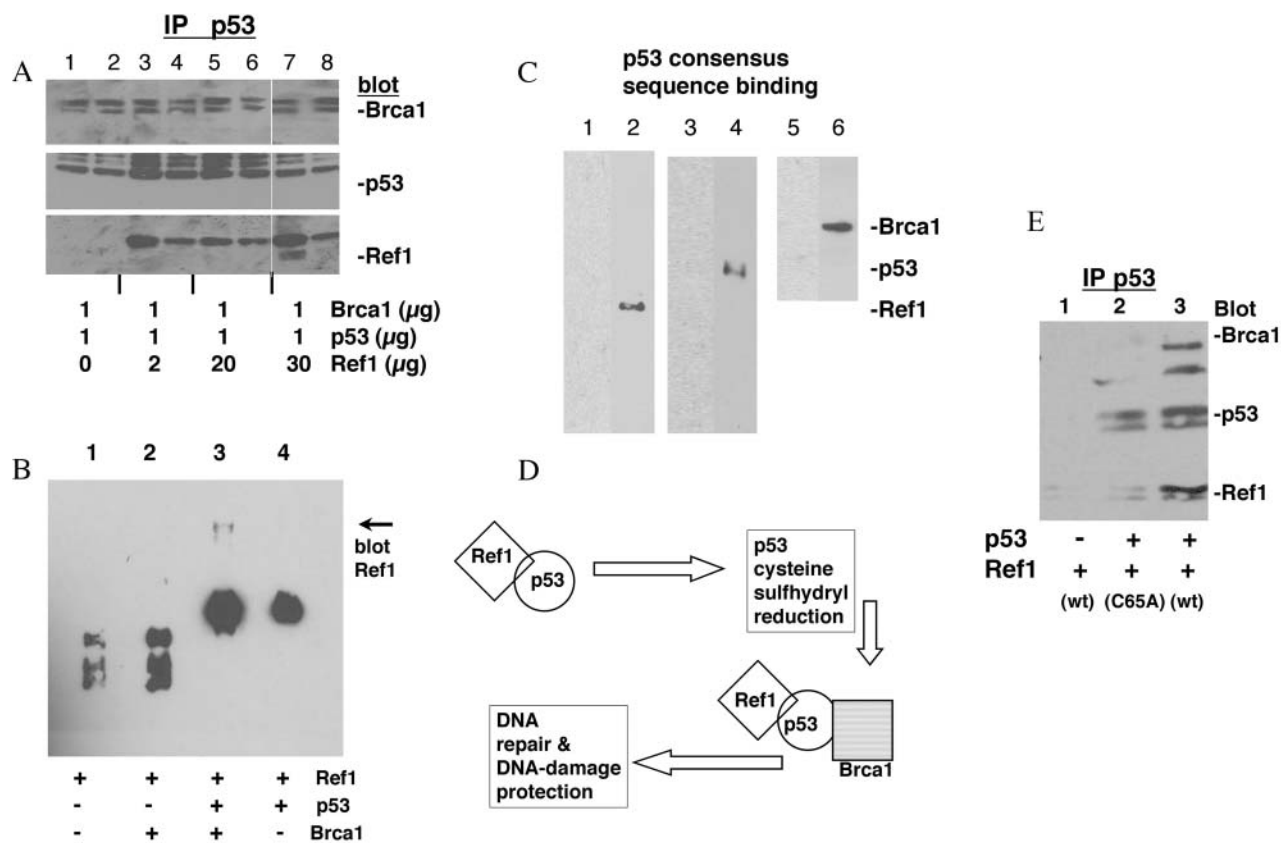 IP p53
A
1 2 3 4 5 6 7 8
blot
-Brca1
-p53
-Ref1
1 1 1 1 Brca1 (µg)
1 1 1 1 p53 (µg)
0 2 20 30 Ref1 (µg)
B
1 2 3 4
blot
Ref1
+ + + + Ref1
- - + + p53
- + + - Brca1
C
p53 consensus
sequence binding
1 2 3 4 5 6
-Brca1
-p53
-Ref1
D
Ref1
p53
p53
cysteine
sulfhydryl
reduction
Ref1
p53
Brca1
DNA
repair &
DNA-damage
protection
E
IP p53
1 2 3 Blot
-Brca1
-p53
-Ref1
p53 - + +
Ref1 + + +
(wt) (C65A) (wt)